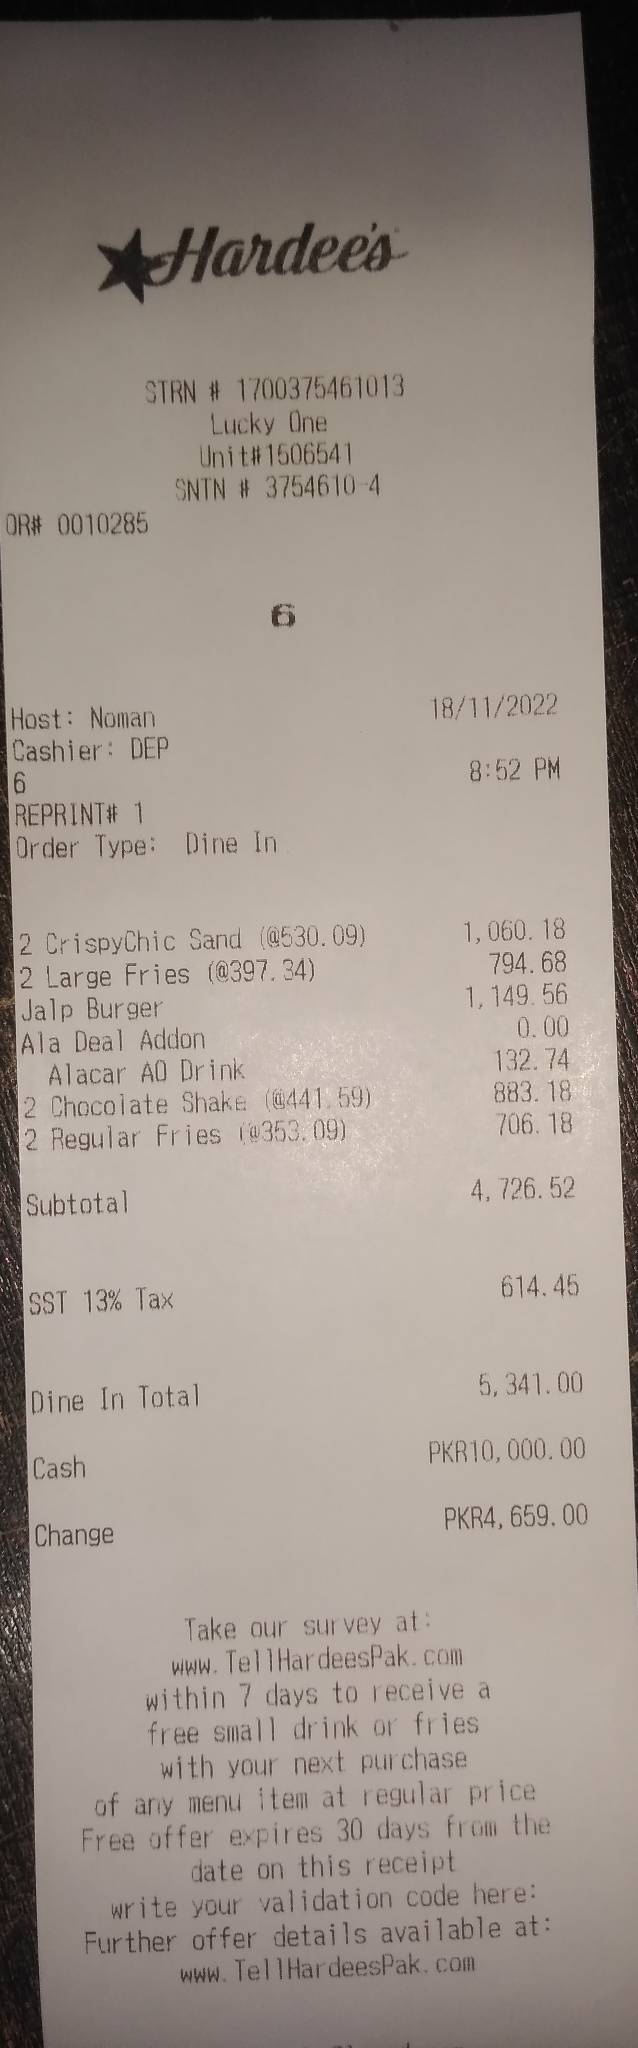 Hardee's
STRN # 1700375461013
Lucky One
Unit#1506541
SNTN # 3754610-4
OR# 0010285
6
Host: Noman 18/11/2022
Cashier: DEP
6 8:52 PM
REPRINT# 1
Order Type: Dine In
2 CrispyChic Sand (@530.09) 1,060.18
2 Large Fries (@397.34) 794.68
Jalp Burger 1,149.56
Ala Deal Addon 0.00
Alacar AO Drink 132.74
2 Chocolate Shake (@441.59) 883.18
2 Regular Fries (@353.09) 706.18
Subtotal 4,726.52
SST 13% Tax 614.45
Dine In Total 5,341.00
Cash PKR10,000.00
Change PKR4,659.00
Take our survey at:
www.TellHardeesPak.com
within 7 days to receive a
free small drink or fries
with your next purchase
of any menu item at regular price
Free offer expires 30 days from the
date on this receipt
write your validation code here:
Further offer details available at:
www.TellHardeesPak.com